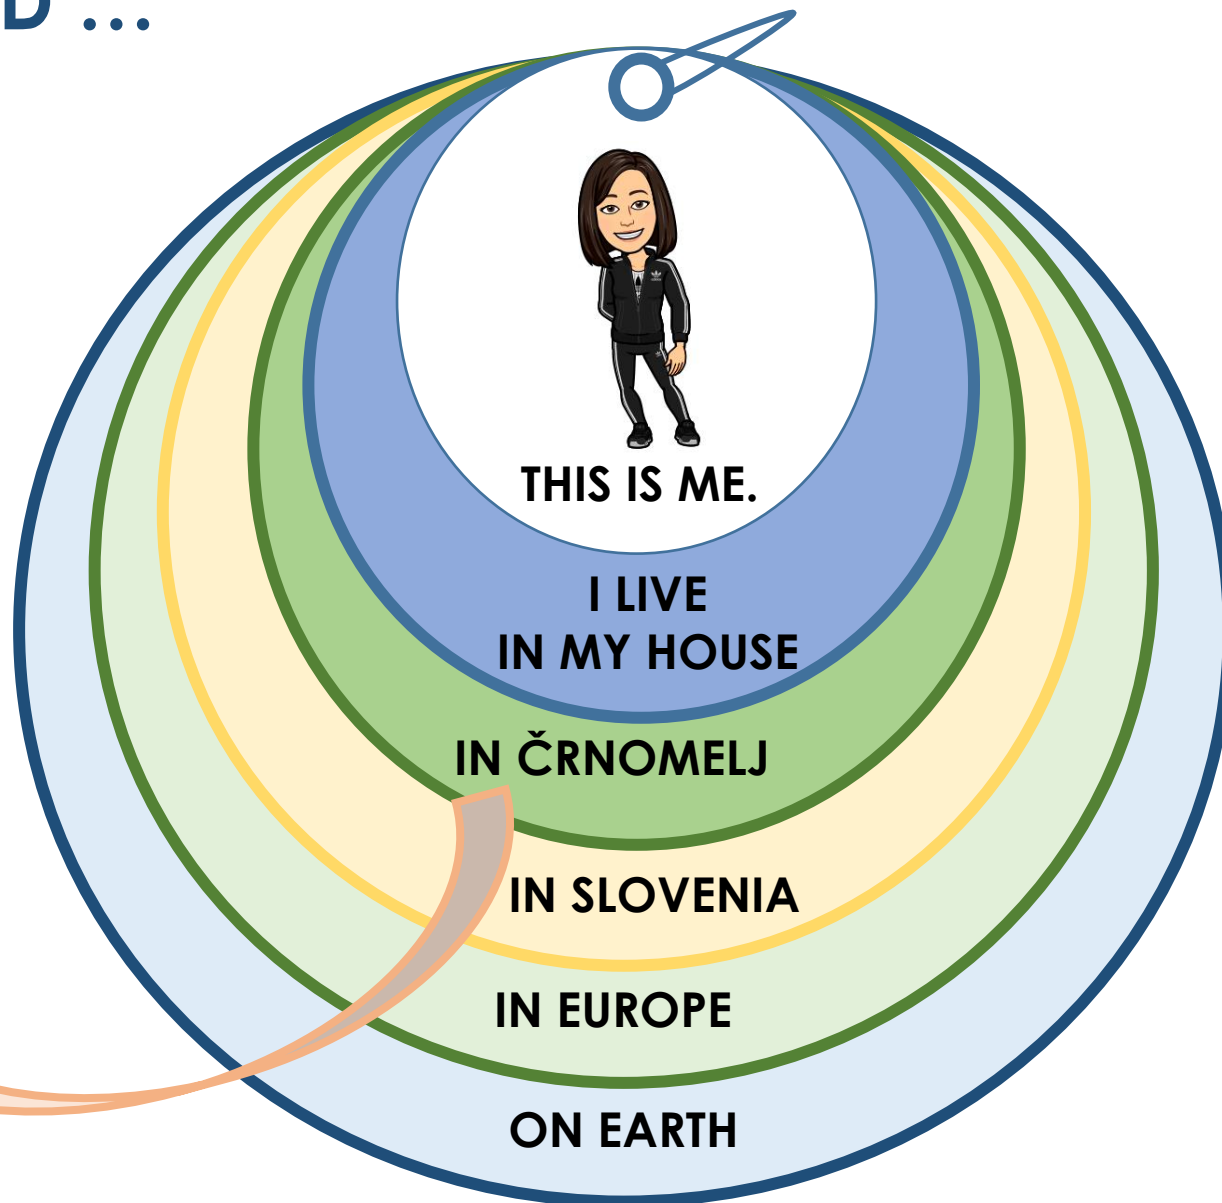 D ...
THIS IS ME.
I LIVE
IN MY HOUSE
IN ČRNOMELJ
IN SLOVENIA
IN EUROPE
ON EARTH